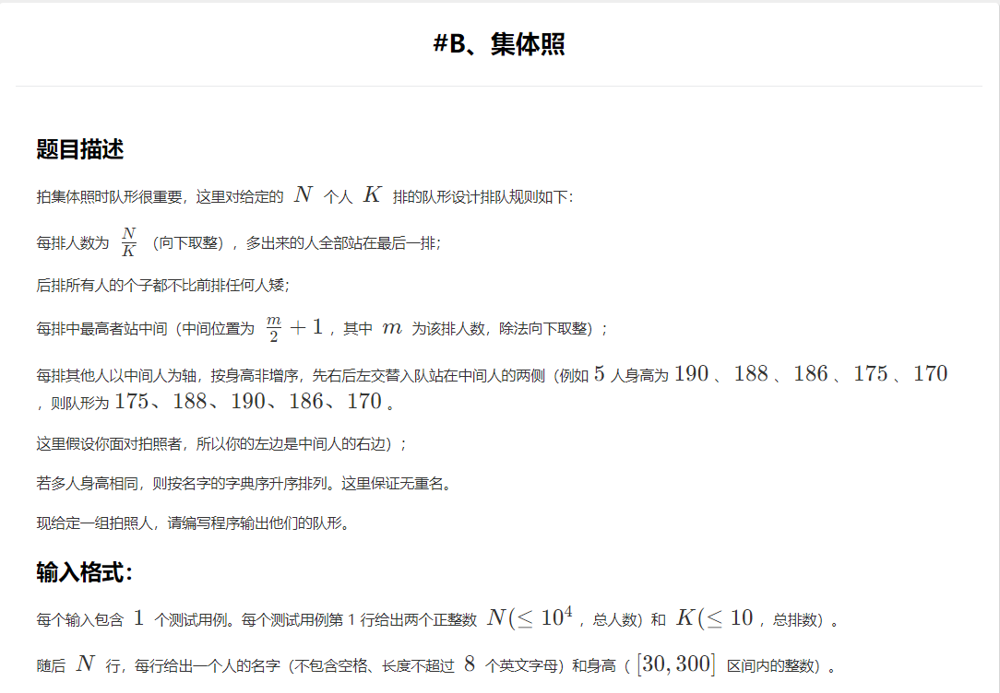 #B、集体照
题目描述
拍集体照时队形很重要，这里对给定的 N 个人 K 排的队形设计排队规则如下：
每排人数为 N/K （向下取整），多出来的人全部站在最后一排；
后排所有人的个子都不比前排任何人矮；
每排中最高者站中间（中间位置为 m/2 + 1，其中 m 为该排人数，除法向下取整）；
每排其他人以中间人为轴，按身高非增序，先右后左交替入队站在中间人的两侧（例如 5 人身高为 190 、 188 、 186 、 175 、 170
，则队形为 175、188、190、186、170 。
这里假设你面对拍照者，所以你的左边是中间人的右边）；
若多人身高相同，则按名字的字典序升序排列。这里保证无重名。
现给定一组拍照人，请编写程序输出他们的队形。
输入格式：
每个输入包含 1 个测试用例。每个测试用例第 1 行给出两个正整数 N(≤ 10⁴ ，总人数）和 K(≤ 10 ，总排数）。
随后 N 行，每行给出一个人的名字（不包含空格、长度不超过 8 个英文字母）和身高（ [30, 300] 区间内的整数）。